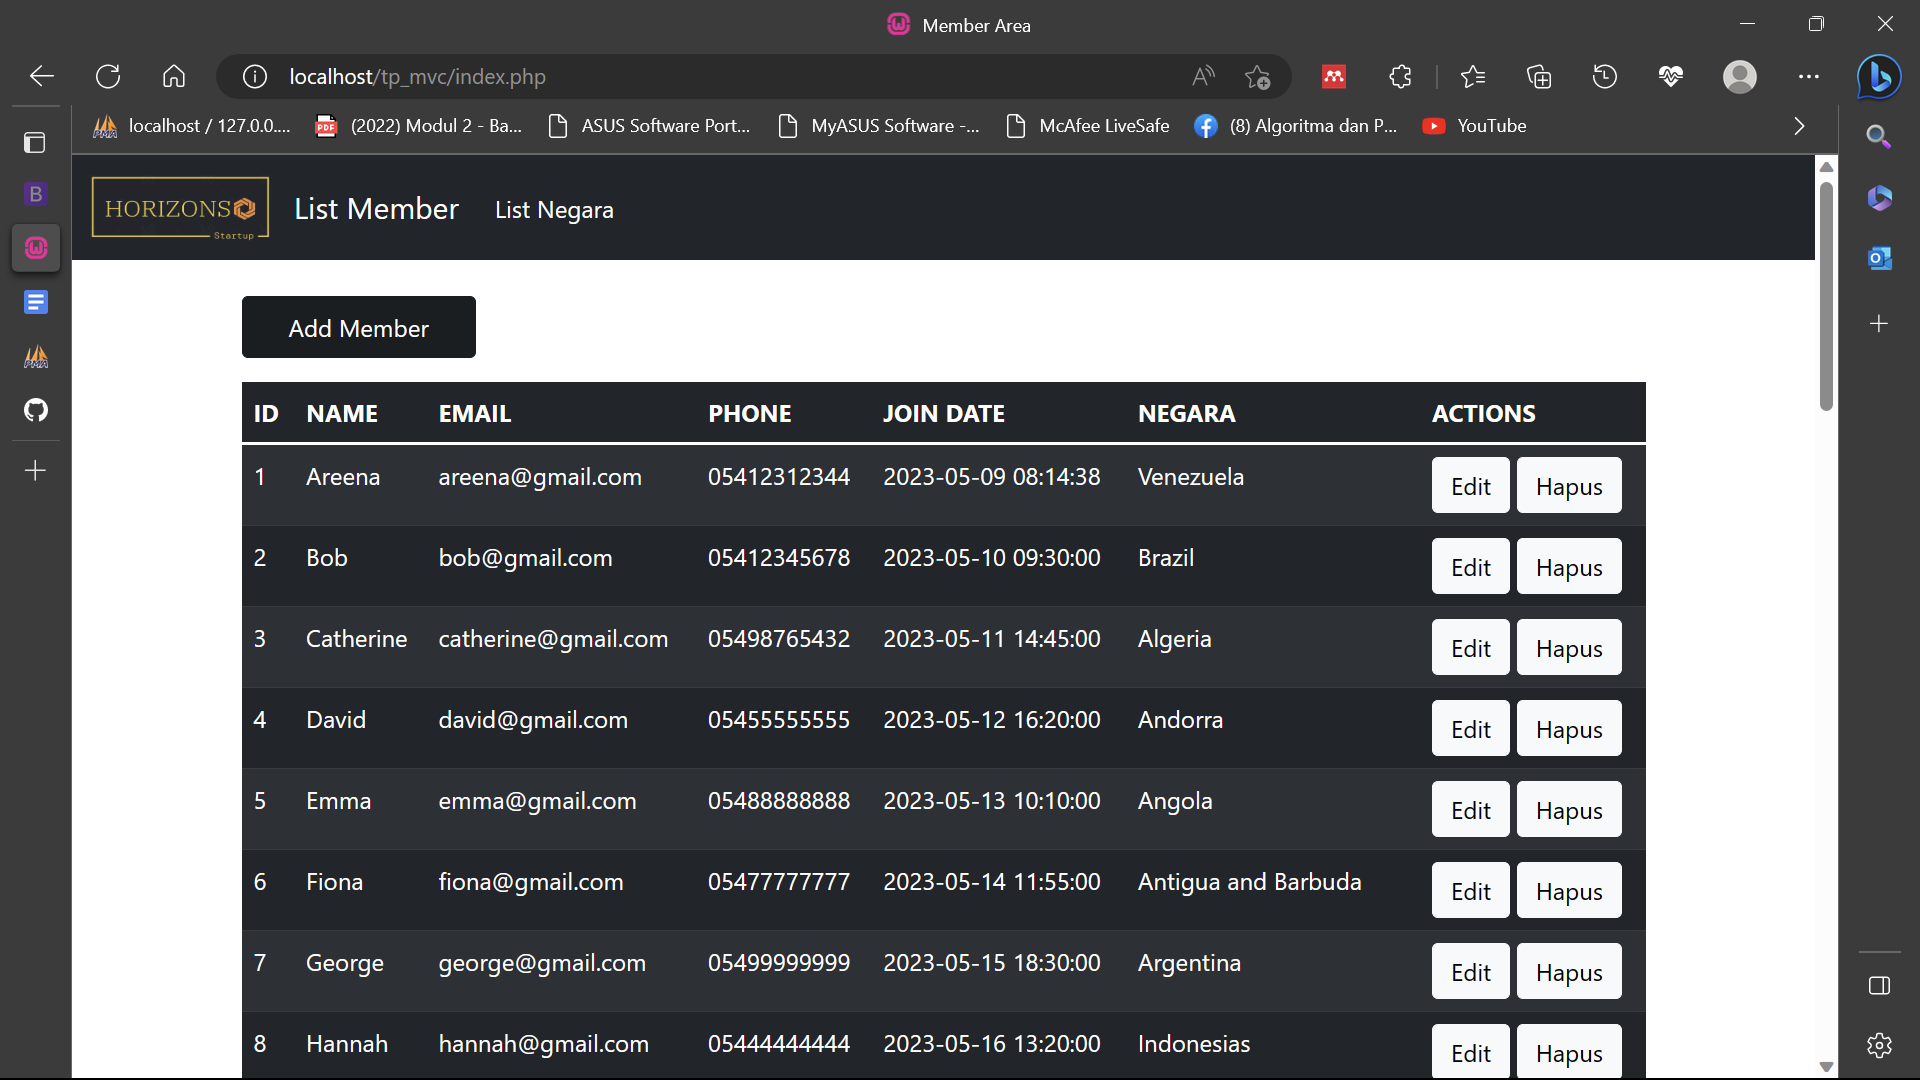 Member Area
localhost/tp_mvc/index.php
localhost / 127.0.0.... (2022) Modul 2 - Ba... ASUS Software Port... MyASUS Software -... McAfee LiveSafe (8) Algoritma dan P... YouTube
HORIZONS List Member List Negara
Startup
Add Member
ID NAME EMAIL PHONE JOIN DATE NEGARA ACTIONS
1 Areena areena@gmail.com 05412312344 2023-05-09 08:14:38 Venezuela Edit Hapus
2 Bob bob@gmail.com 05412345678 2023-05-10 09:30:00 Brazil Edit Hapus
3 Catherine catherine@gmail.com 05498765432 2023-05-11 14:45:00 Algeria Edit Hapus
4 David david@gmail.com 05455555555 2023-05-12 16:20:00 Andorra Edit Hapus
5 Emma emma@gmail.com 05488888888 2023-05-13 10:10:00 Angola Edit Hapus
6 Fiona fiona@gmail.com 05477777777 2023-05-14 11:55:00 Antigua and Barbuda Edit Hapus
7 George george@gmail.com 05499999999 2023-05-15 18:30:00 Argentina Edit Hapus
8 Hannah hannah@gmail.com 05444444444 2023-05-16 13:20:00 Indonesias Edit Hapus